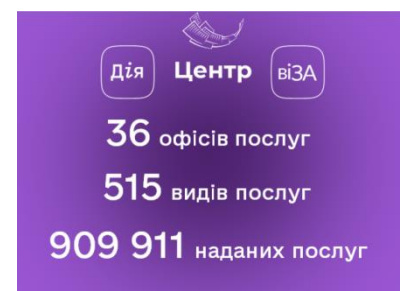 Дія Центр віЗА
36 офісів послуг
515 видів послуг
909 911 наданих послуг